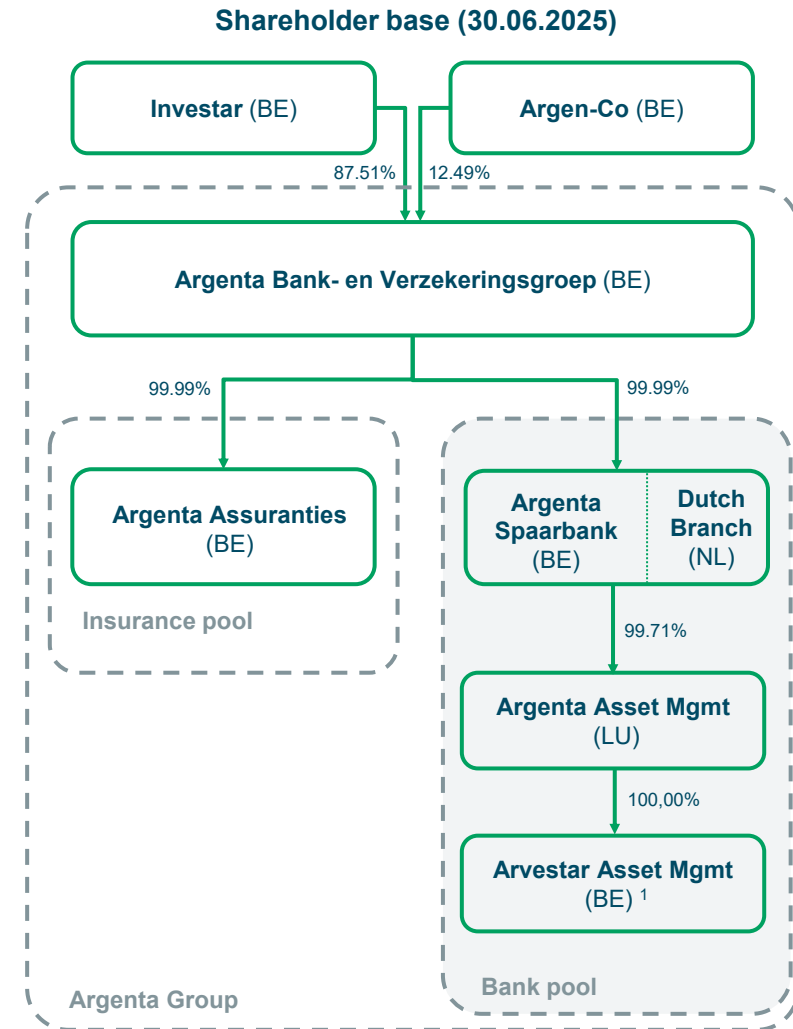 Shareholder base (30.06.2025)
Investar (BE)
Argen-Co (BE)
87.51%
12.49%
Argenta Bank- en Verzekeringsgroep (BE)
99.99%
99.99%
Argenta Assuranties
(BE)
Insurance pool
Argenta
Spaarbank
(BE)
Dutch
Branch
(NL)
99.71%
Argenta Asset Mgmt
(LU)
100,00%
Arvestar Asset Mgmt
(BE) 1
Bank pool
Argenta Group